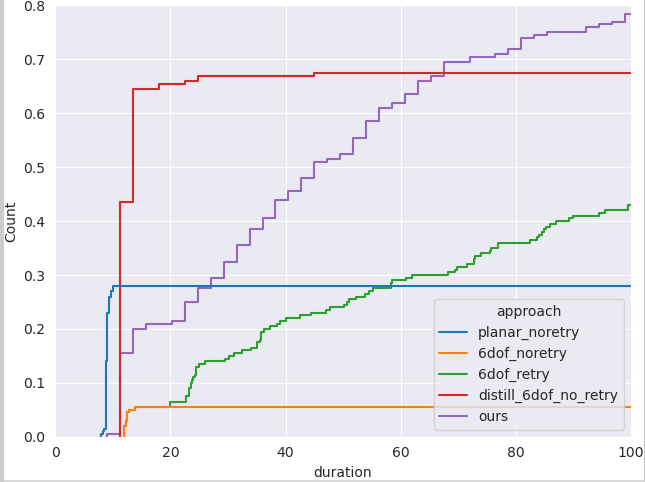 0.8
0.7
0.6
0.5
0.4
0.3
0.2
0.1
0.0
Count
0 20 40 60 80 100
duration
approach
planar_noretry
6dof_noretry
6dof_retry
distill_6dof_no_retry
ours